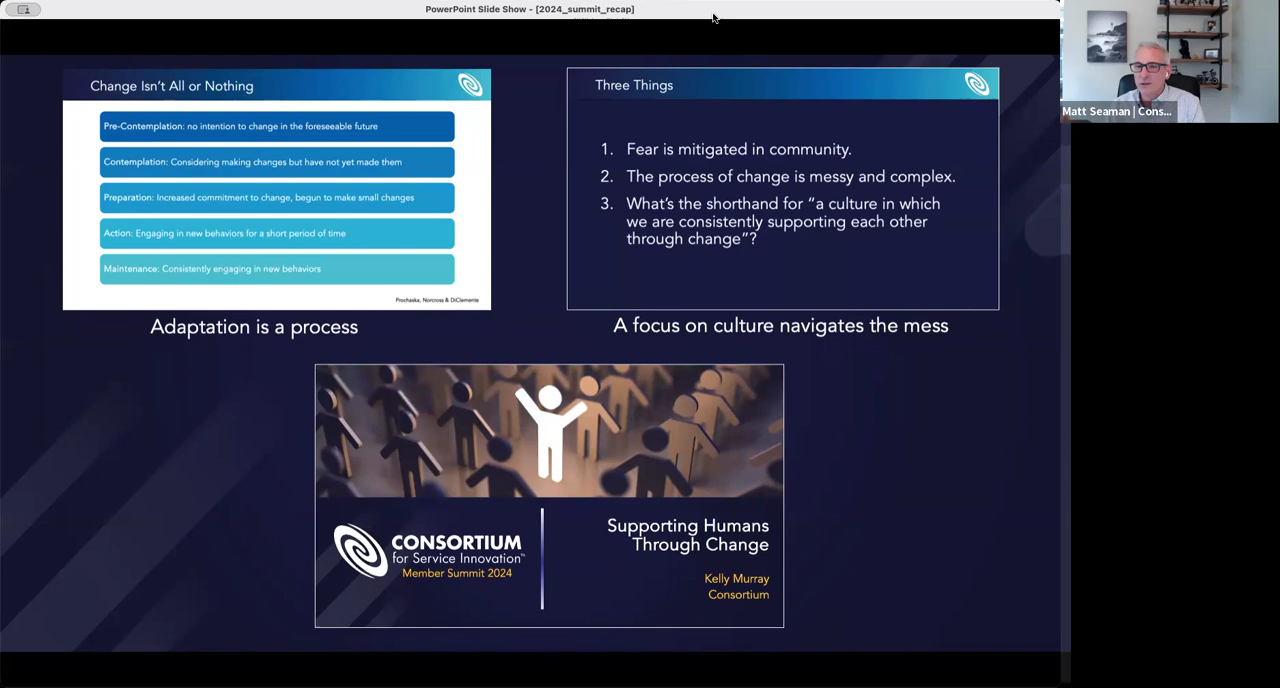 PowerPoint Slide Show - [2024_summit_recap]
Matt Seaman | Cons...
Change Isn't All or Nothing
Pre-Contemplation: no intention to change in the foreseeable future
Contemplation: Considering making changes but have not yet made them
Preparation: Increased commitment to change, begun to make small changes
Action: Engaging in new behaviors for a short period of time
Maintenance: Consistently engaging in new behaviors
Prochaska, Norcross & DiClemente
Adaptation is a process
Three Things
1. Fear is mitigated in community.
2. The process of change is messy and complex.
3. What's the shorthand for "a culture in which
we are consistently supporting each other
through change"?
A focus on culture navigates the mess
CONSORTIUM
for Service Innovation™
Member Summit 2024
Supporting Humans
Through Change
Kelly Murray
Consortium